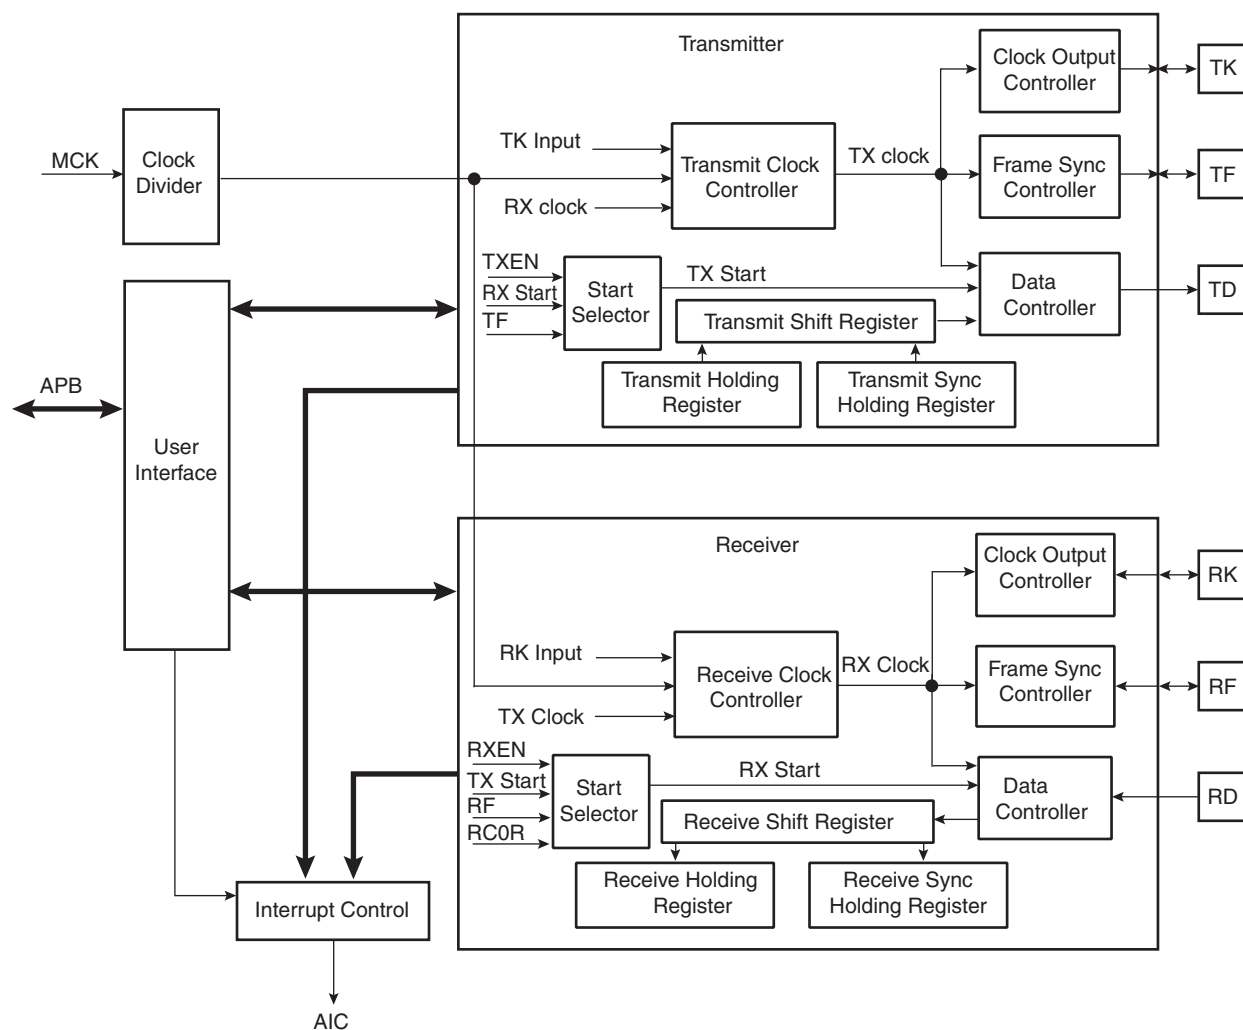 Transmitter
Clock Output
Controller
TK
MCK
Clock
Divider
TK Input
Transmit Clock
Controller
TX clock
Frame Sync
Controller
TF
RX clock
TXEN
RX Start
TF
Start
Selector
TX Start
Data
Controller
TD
Transmit Shift Register
Transmit Holding
Register
Transmit Sync
Holding Register
APB
User
Interface
Receiver
Clock Output
Controller
RK
RK Input
Receive Clock
Controller
RX Clock
Frame Sync
Controller
RF
TX Clock
RXEN
TX Start
RF
RC0R
Start
Selector
RX Start
Data
Controller
RD
Receive Shift Register
Receive Holding
Register
Receive Sync
Holding Register
Interrupt Control
AIC